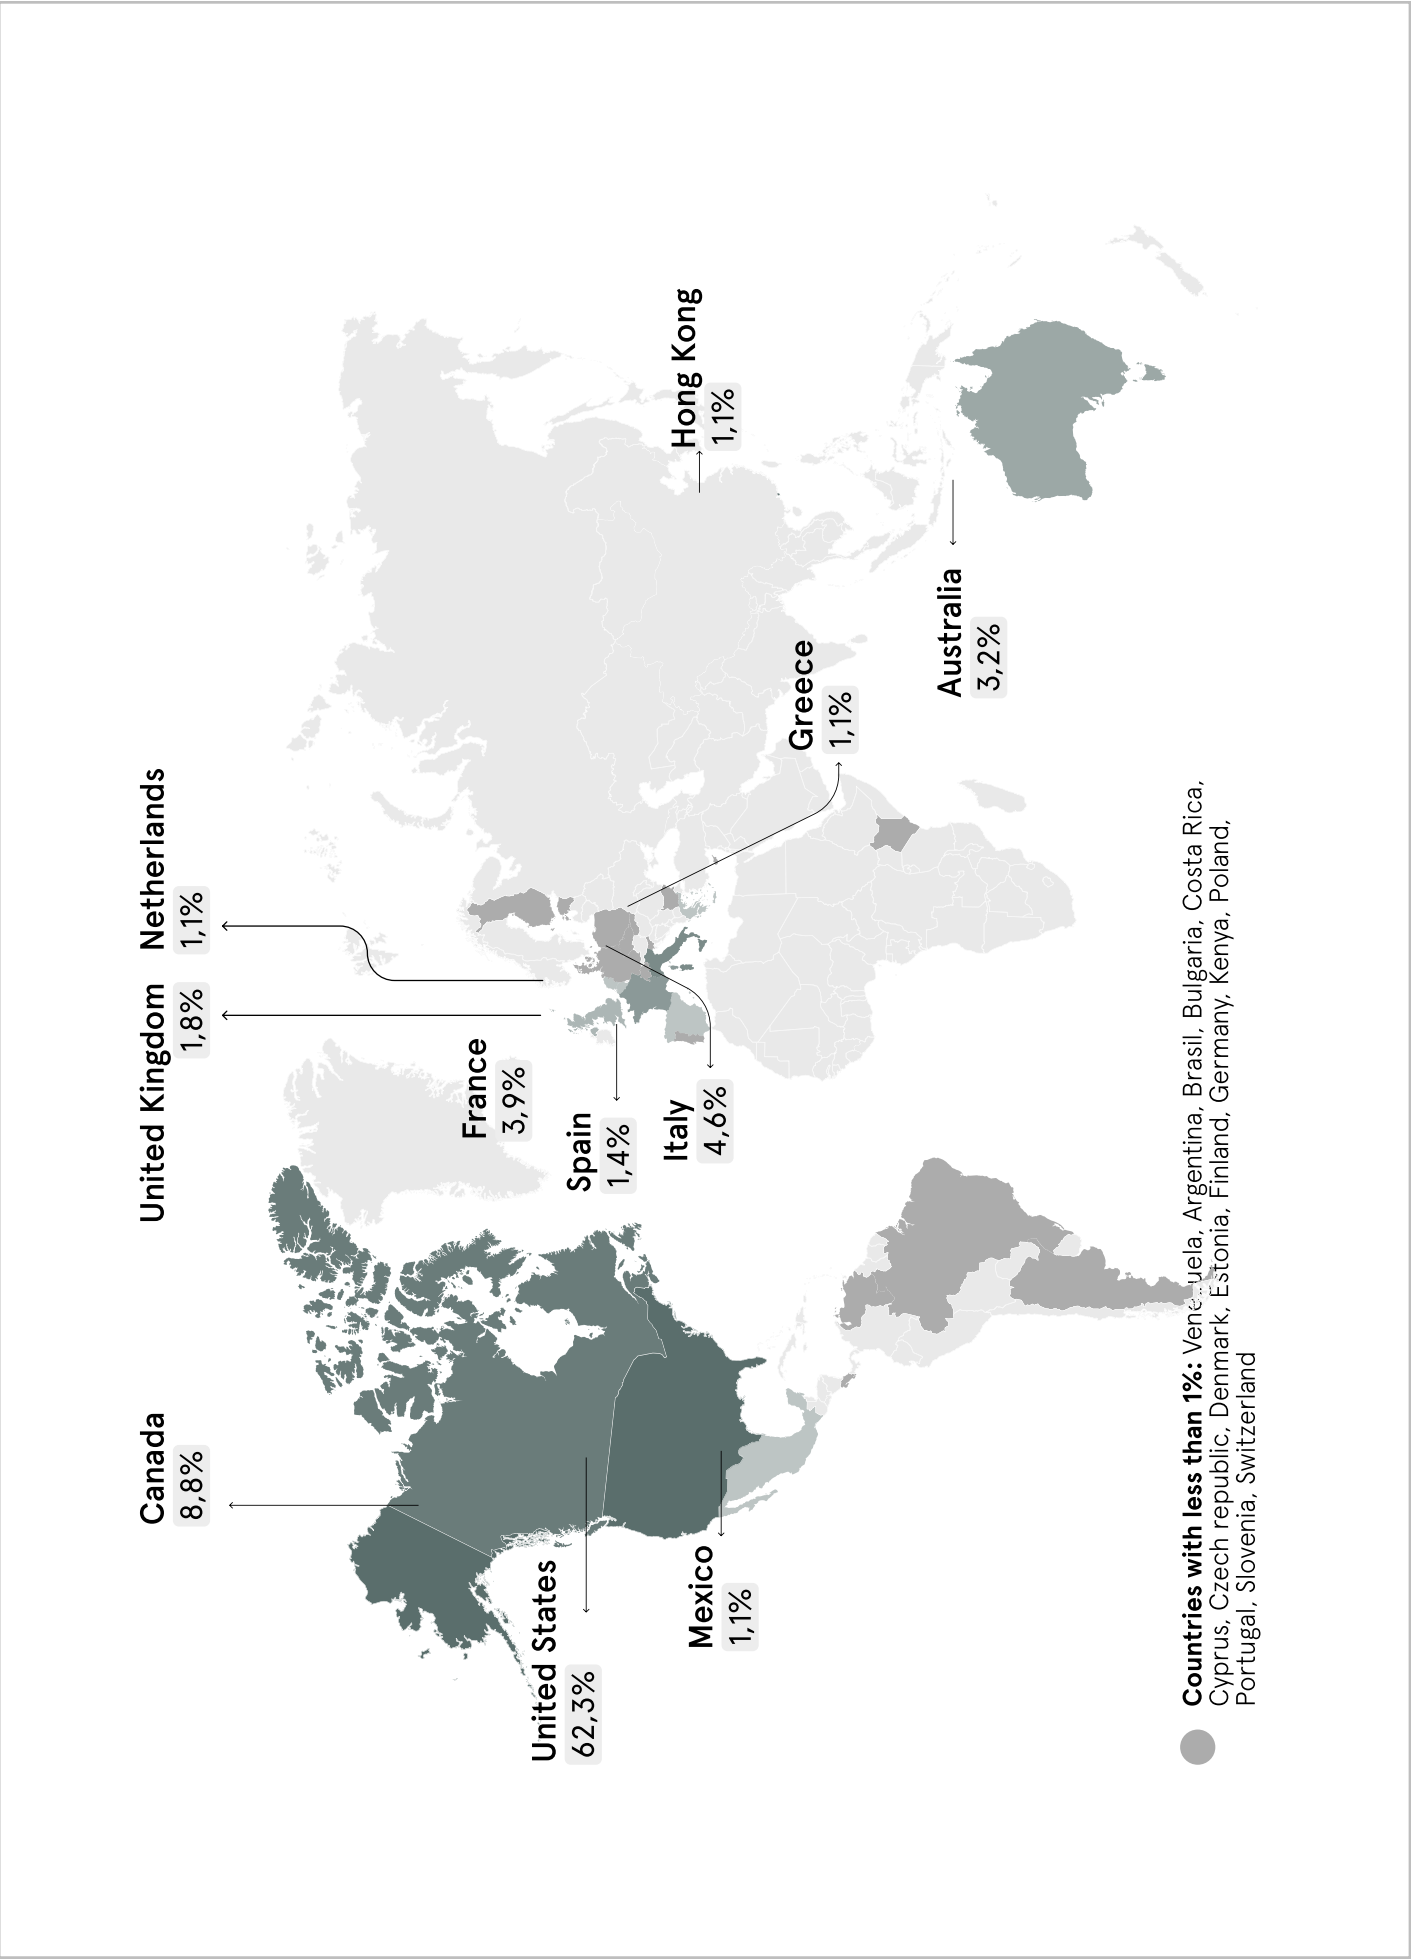 Canada
8,8%
United Kingdom
1,8%
Netherlands
1,1%
France
3,9%
Spain
1,4%
Italy
4,6%
United States
62,3%
Mexico
1,1%
Greece
1,1%
Hong Kong
1,1%
Australia
3,2%
Countries with less than 1%: Venezuela, Argentina, Brasil, Bulgaria, Costa Rica,
Cyprus, Czech republic, Denmark, Estonia, Finland, Germany, Kenya, Poland,
Portugal, Slovenia, Switzerland